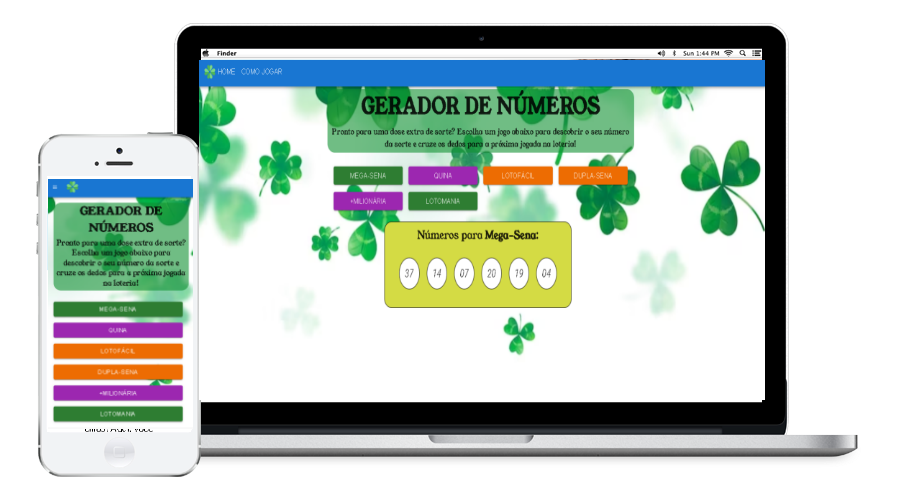 Finder
Sun 1:44 PM
HOME COMO JOGAR
GERADOR DE NÚMEROS
Pronto para uma dose extra de sorte? Escolha um jogo abaixo para descobrir o seu número
da sorte e cruze os dedos para a próxima jogada na loteria!
MEGA-SENA QUINA LOTOFÁCIL DUPLA-SENA
+MILIONÁRIA LOTOMANIA
Números para Mega-Sena:
37 14 07 20 19 04
GERADOR DE
NÚMEROS
Pronto para uma dose extra de sorte?
Escolha um jogo abaixo para
descobrir o seu número da sorte e
cruze os dedos para a próxima jogada
na loteria!
MEGA-SENA
QUINA
LOTOFÁCIL
DUPLA-SENA
+MILIONÁRIA
LOTOMANIA